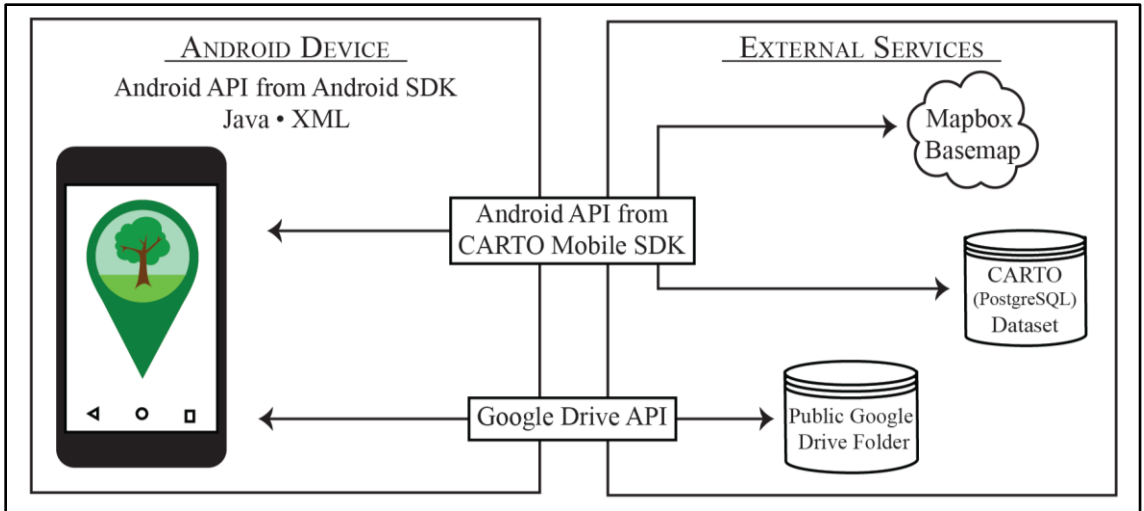 ANDROID DEVICE
Android API from Android SDK
Java • XML
EXTERNAL SERVICES
Mapbox
Basemap
Android API from
CARTO Mobile SDK
CARTO
(PostgreSQL)
Dataset
Google Drive API
Public Google
Drive Folder